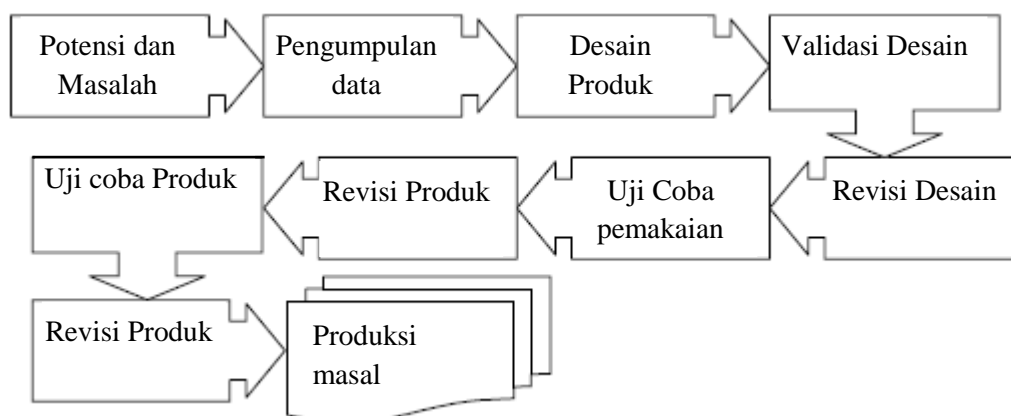 Potensi dan
Masalah
Pengumpulan
data
Desain
Produk
Validasi Desain
Revisi Desain
Uji Coba
pemakaian
Revisi Produk
Uji coba Produk
Revisi Produk
Produksi
masal